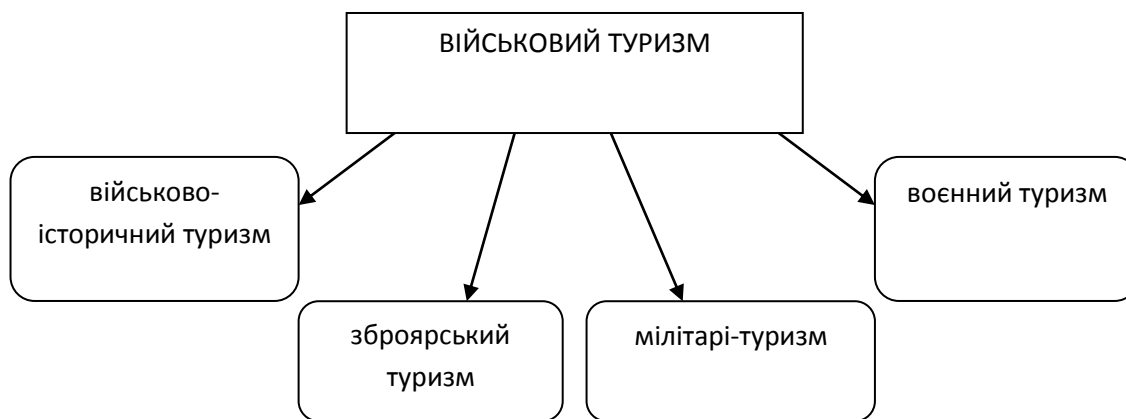 ВІЙСЬКОВИЙ ТУРИЗМ
військово-
історичний туризм
воєнний туризм
зброярський
туризм
мілітарі-туризм